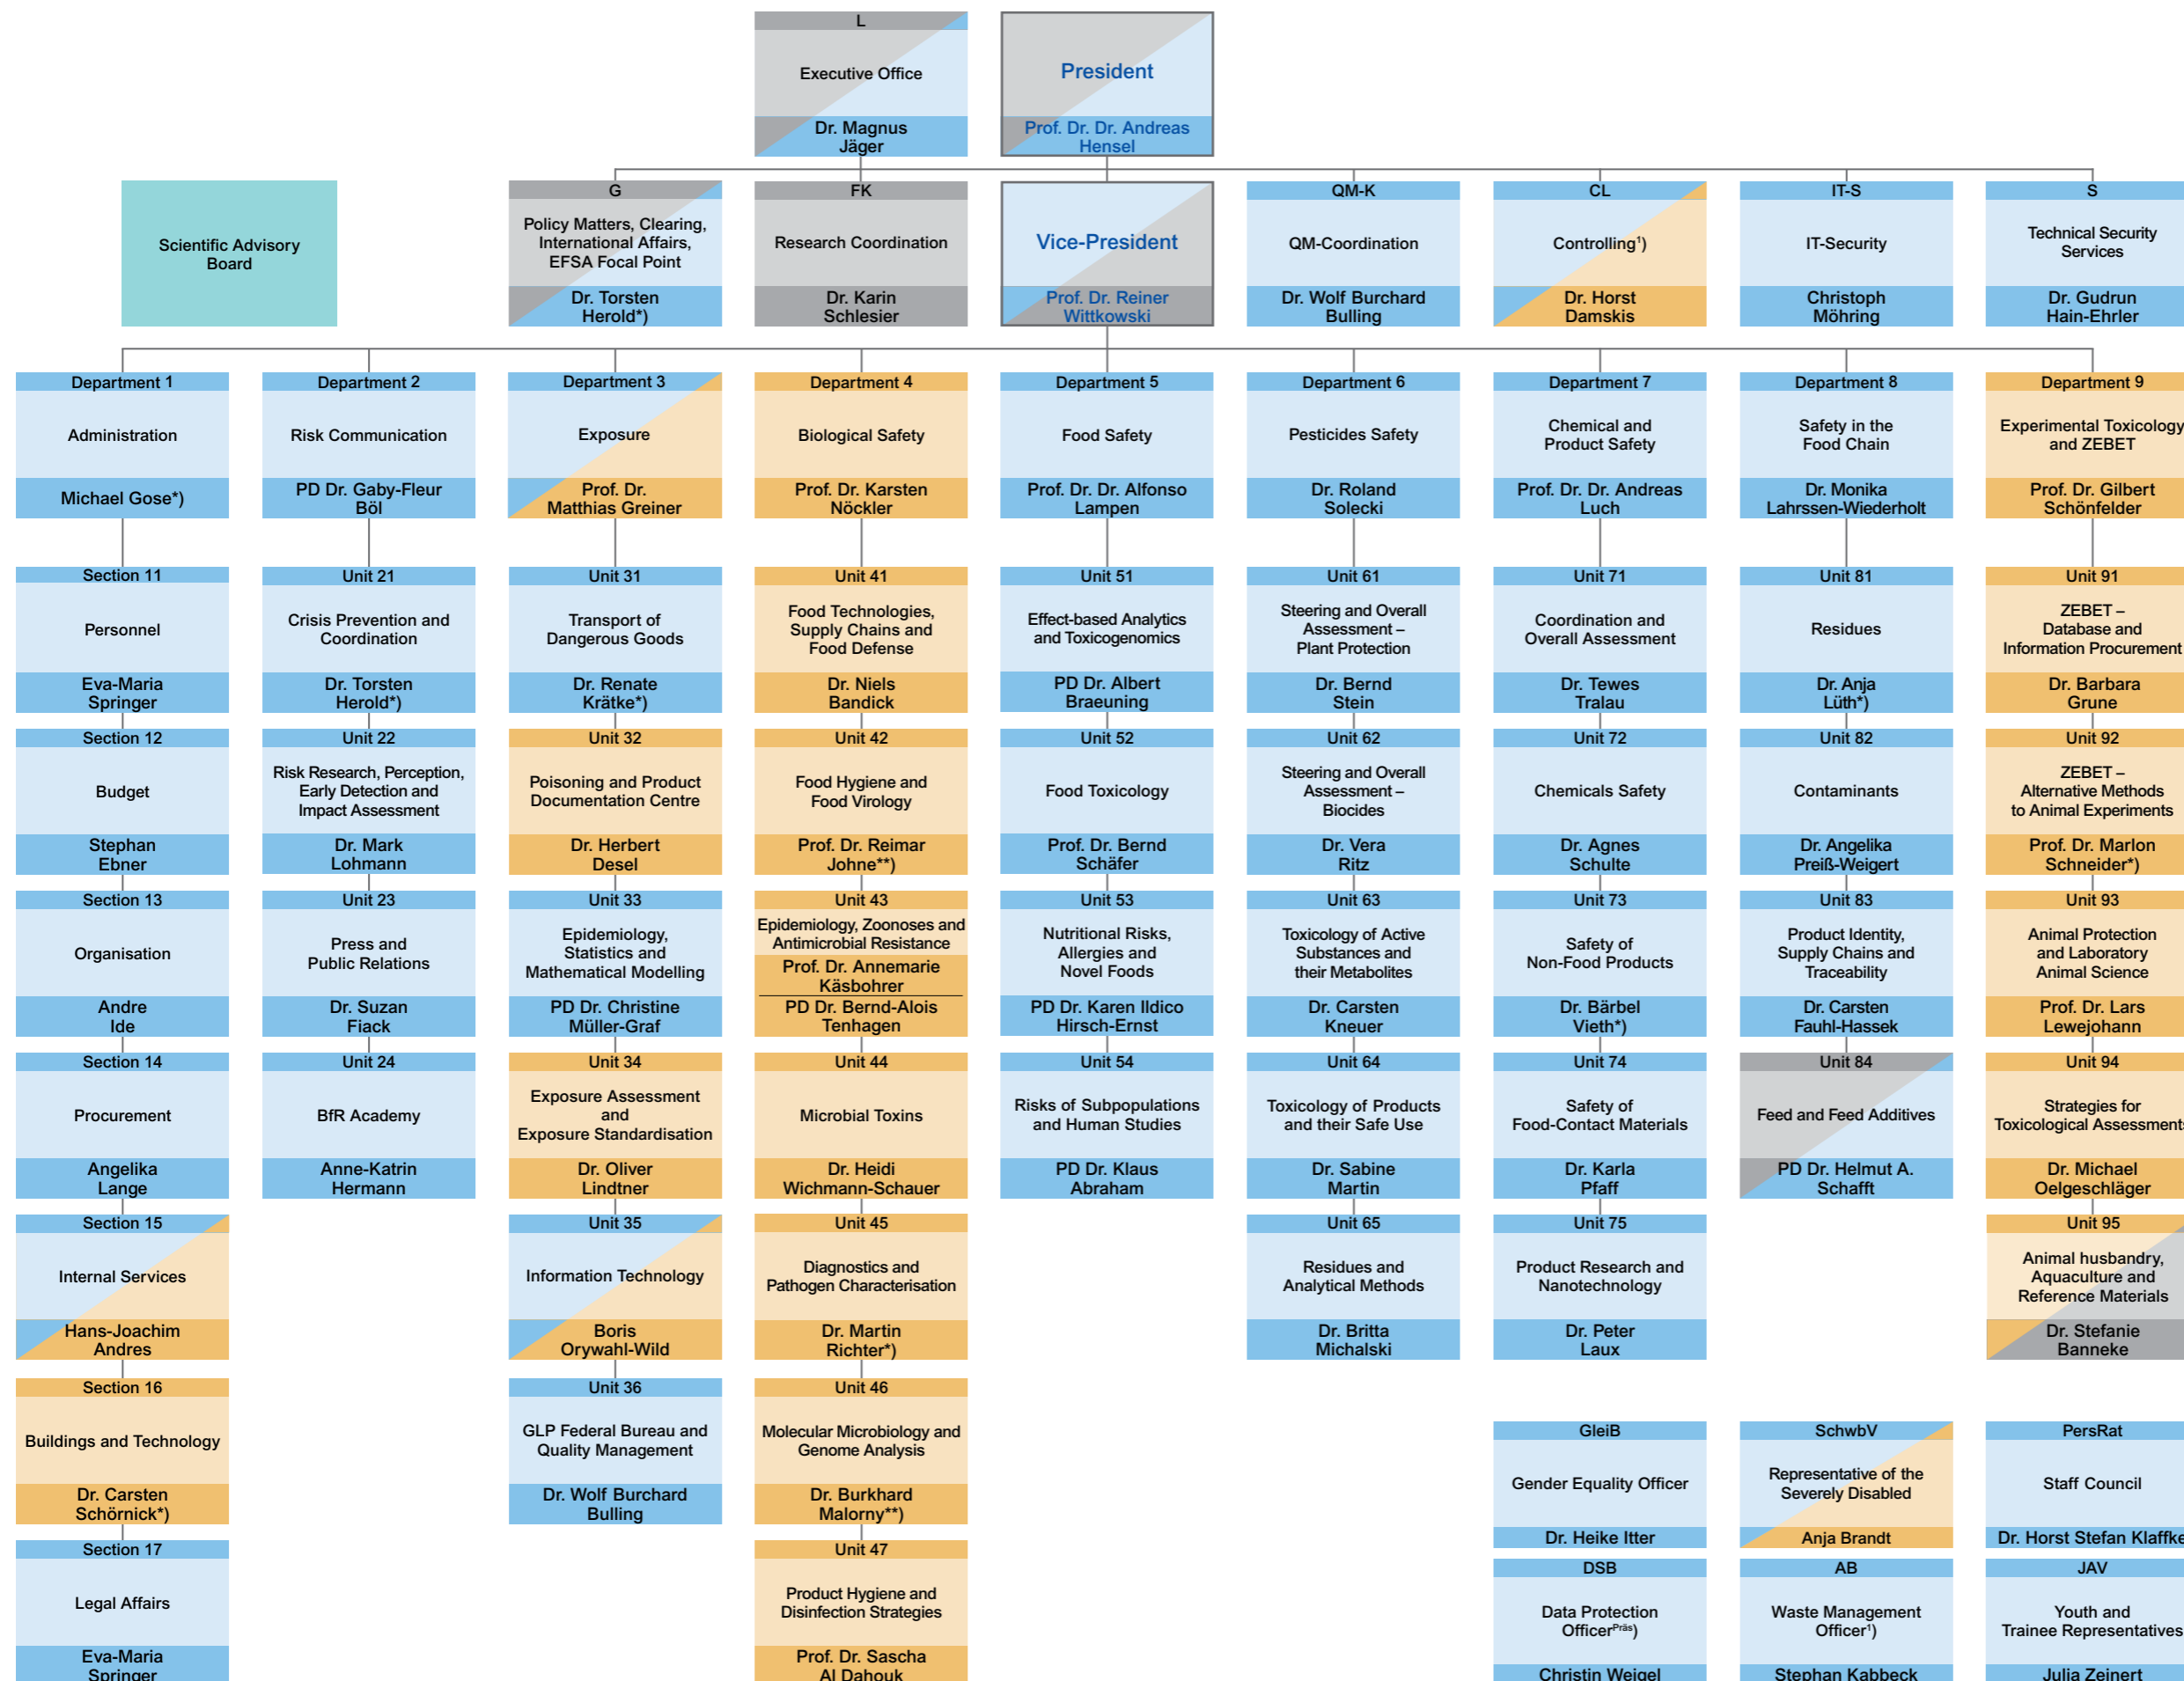 L
Executive Office
Dr. Magnus
Jäger
President
Prof. Dr. Dr. Andreas
Hensel
Scientific Advisory
Board
G
Policy Matters, Clearing,
International Affairs,
EFSA Focal Point
Dr. Torsten
Herold*)
FK
Research Coordination
Dr. Karin
Schlesier
Vice-President
Prof. Dr. Reiner
Wittkowski
QM-K
QM-Coordination
Dr. Wolf Burchard
Bulling
CL
Controlling¹)
Dr. Horst
Damskis
IT-S
IT-Security
Christoph
Möhring
S
Technical Security
Services
Dr. Gudrun
Hain-Ehrler
Department 1
Administration
Michael Gose*)
Section 11
Personnel
Eva-Maria
Springer
Section 12
Budget
Stephan
Ebner
Section 13
Organisation
Andre
Ide
Section 14
Procurement
Angelika
Lange
Section 15
Internal Services
Hans-Joachim
Andres
Section 16
Buildings and Technology
Dr. Carsten
Schörnick*)
Section 17
Legal Affairs
Eva-Maria
Springer
Department 2
Risk Communication
PD Dr. Gaby-Fleur
Böl
Unit 21
Crisis Prevention and
Coordination
Dr. Torsten
Herold*)
Unit 22
Risk Research, Perception,
Early Detection and
Impact Assessment
Dr. Mark
Lohmann
Unit 23
Press and
Public Relations
Dr. Suzan
Fiack
Unit 24
BfR Academy
Anne-Katrin
Hermann
Department 3
Exposure
Prof. Dr.
Matthias Greiner
Unit 31
Transport of
Dangerous Goods
Dr. Renate
Krätke*)
Unit 32
Poisoning and Product
Documentation Centre
Dr. Herbert
Desel
Unit 33
Epidemiology,
Statistics and
Mathematical Modelling
PD Dr. Christine
Müller-Graf
Unit 34
Exposure Assessment
and
Exposure Standardisation
Dr. Oliver
Lindtner
Unit 35
Information Technology
Boris
Orywahl-Wild
Unit 36
GLP Federal Bureau and
Quality Management
Dr. Wolf Burchard
Bulling
Department 4
Biological Safety
Prof. Dr. Karsten
Nöckler
Unit 41
Food Technologies,
Supply Chains and
Food Defense
Dr. Niels
Bandick
Unit 42
Food Hygiene and
Food Virology
Prof. Dr. Reimar
Johne**)
Unit 43
Epidemiology, Zoonoses and
Antimicrobial Resistance
Prof. Dr. Annemarie
Käsbohrer
PD Dr. Bernd-Alois
Tenhagen
Unit 44
Microbial Toxins
Dr. Heidi
Wichmann-Schauer
Unit 45
Diagnostics and
Pathogen Characterisation
Dr. Martin
Richter*)
Unit 46
Molecular Microbiology and
Genome Analysis
Dr. Burkhard
Malorny**)
Unit 47
Product Hygiene and
Disinfection Strategies
Prof. Dr. Sascha
Al Dahouk
Department 5
Food Safety
Prof. Dr. Dr. Alfonso
Lampen
Unit 51
Effect-based Analytics
and Toxicogenomics
PD Dr. Albert
Braeuning
Unit 52
Food Toxicology
Prof. Dr. Bernd
Schäfer
Unit 53
Nutritional Risks,
Allergies and
Novel Foods
PD Dr. Karen Ildico
Hirsch-Ernst
Unit 54
Risks of Subpopulations
and Human Studies
PD Dr. Klaus
Abraham
Department 6
Pesticides Safety
Dr. Roland
Solecki
Unit 61
Steering and Overall
Assessment –
Plant Protection
Dr. Bernd
Stein
Unit 62
Steering and Overall
Assessment –
Biocides
Dr. Vera
Ritz
Unit 63
Toxicology of Active
Substances and
their Metabolites
Dr. Carsten
Kneuer
Unit 64
Toxicology of Products
and their Safe Use
Dr. Sabine
Martin
Unit 65
Residues and
Analytical Methods
Dr. Britta
Michalski
Department 7
Chemical and
Product Safety
Prof. Dr. Dr. Andreas
Luch
Unit 71
Coordination and
Overall Assessment
Dr. Tewes
Tralau
Unit 72
Chemicals Safety
Dr. Agnes
Schulte
Unit 73
Safety of
Non-Food Products
Dr. Bärbel
Vieth*)
Unit 74
Safety of
Food-Contact Materials
Dr. Karla
Pfaff
Unit 75
Product Research and
Nanotechnology
Dr. Peter
Laux
Department 8
Safety in the
Food Chain
Dr. Monika
Lahrssen-Wiederholt
Unit 81
Residues
Dr. Anja
Lüth*)
Unit 82
Contaminants
Dr. Angelika
Preiß-Weigert
Unit 83
Product Identity,
Supply Chains and
Traceability
Dr. Carsten
Fauhl-Hassek
Unit 84
Feed and Feed Additives
PD Dr. Helmut A.
Schafft
Department 9
Experimental Toxicology
and ZEBET
Prof. Dr. Gilbert
Schönfelder
Unit 91
ZEBET –
Database and
Information Procurement
Dr. Barbara
Grune
Unit 92
ZEBET –
Alternative Methods
to Animal Experiments
Prof. Dr. Marlon
Schneider*)
Unit 93
Animal Protection
and Laboratory
Animal Science
Prof. Dr. Lars
Lewejohann
Unit 94
Strategies for
Toxicological Assessments
Dr. Michael
Oelgeschläger
Unit 95
Animal husbandry,
Aquaculture and
Reference Materials
Dr. Stefanie
Banneke
GleiB
Gender Equality Officer
Dr. Heike Itter
SchwbV
Representative of the
Severely Disabled
Anja Brandt
PersRat
Staff Council
Dr. Horst Stefan Klaffke
DSB
Data Protection
Officer<sup>Präs</sup>)
Christin Weigel
AB
Waste Management
Officer¹)
Stephan Kabbeck
JAV
Youth and
Trainee Representatives
Julia Zeinert